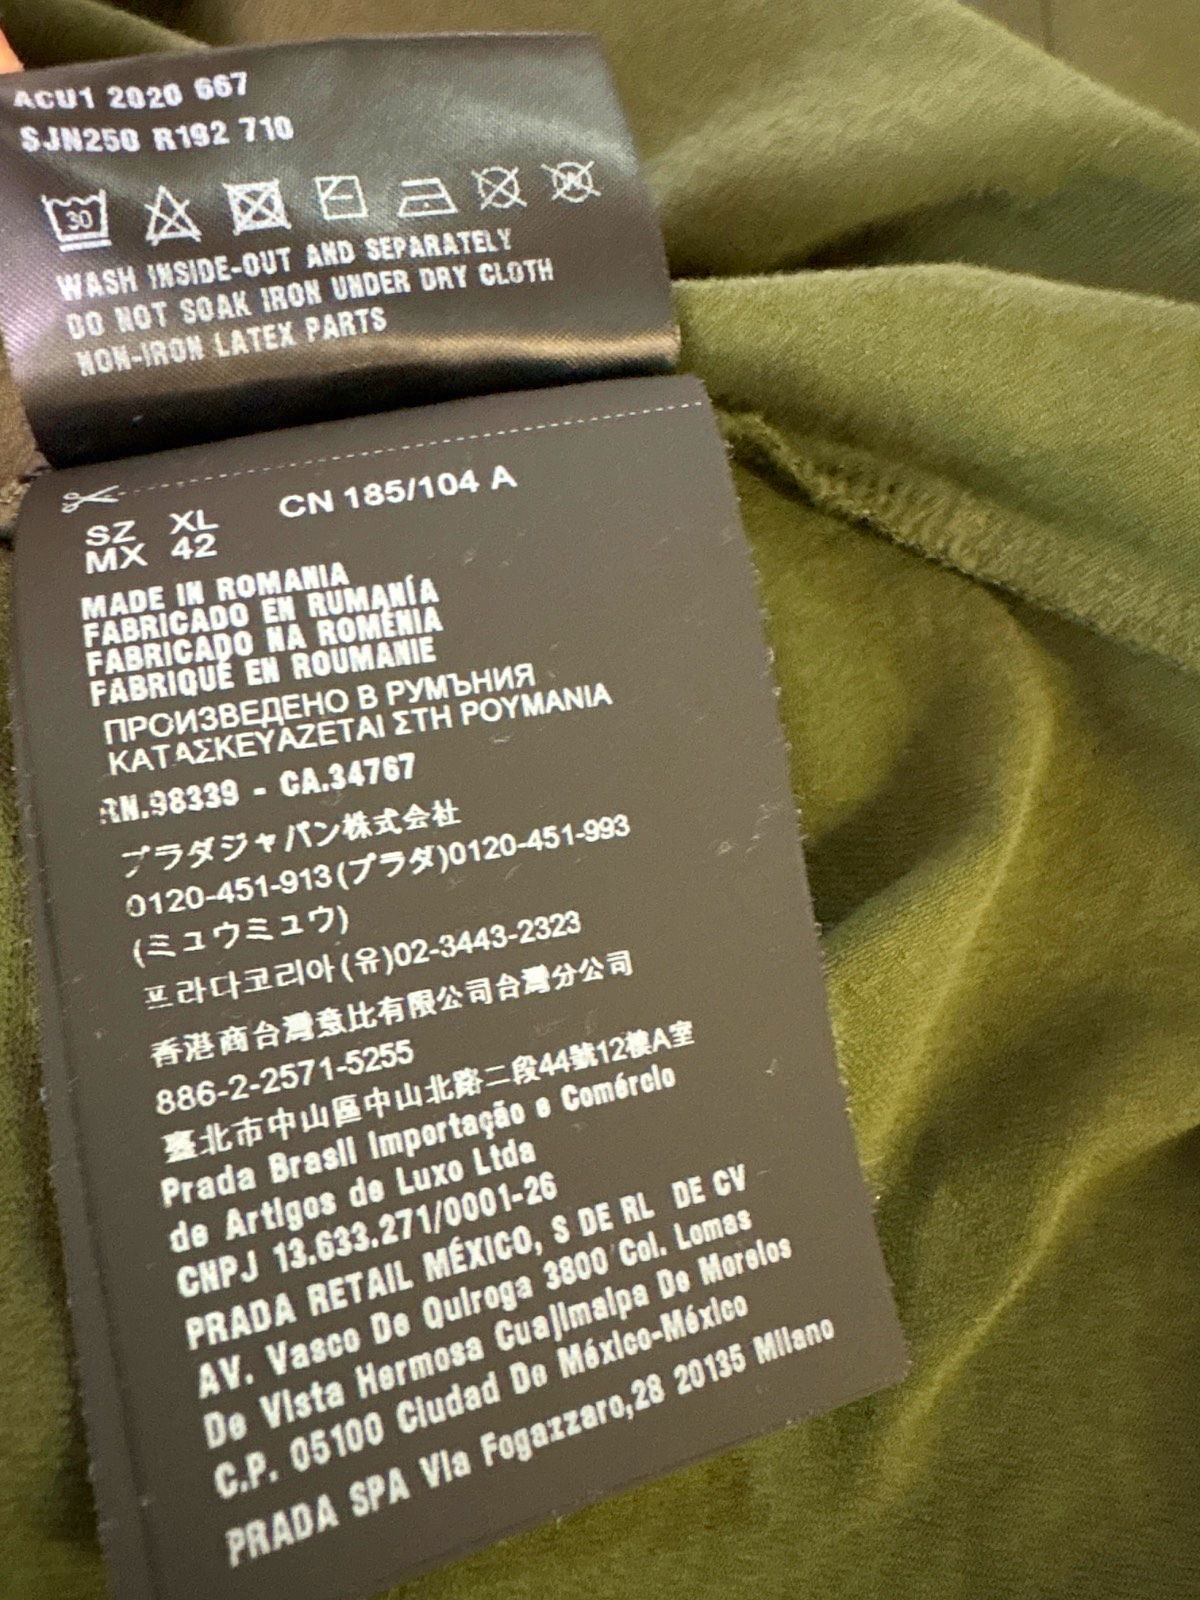 ACU1 2020 667
SJN250 R192 710
30
W
WASH INSIDE-OUT AND SEPARATELY
DO NOT SOAK IRON UNDER DRY CLOTH
NON-IRON LATEX PARTS
SZ XL CN 185/104 A
MX 42
MADE IN ROMANIA
FABRICADO EN RUMANÍA
FABRICADO NA ROMÉNIA
FABRIQUÉ EN ROUMANIE
ПРОИЗВЕДЕНО В РУМЪНИЯ
ΚΑΤΑΣΚΕΥΑΖΕΤΑΙ ΣΤΗ ΡΟΥΜΑΝΙΑ
RN.98339 - CA.34767
プラダジャパン株式会社
0120-451-913(プラダ)0120-451-993
(ミュウミュウ)
프라다코리아(유)02-3443-2323
香港商台灣意比有限公司台灣分公司
886-2-2571-5255
臺北市中山區中山北路二段44號12樓A室
Prada Brasil Importação e Comércio
de Artigos de Luxo Ltda
CNPJ 13.633.271/0001-26
PRADA RETAIL MÉXICO, S DE RL DE CV
AV. Vasco De Quiroga 3800 Col. Lomas
De Vista Hermosa Cuajimalpa De Morelos
C.P. 05100 Ciudad De México-México
PRADA SPA Via Fogazzaro,28 20135 Milano